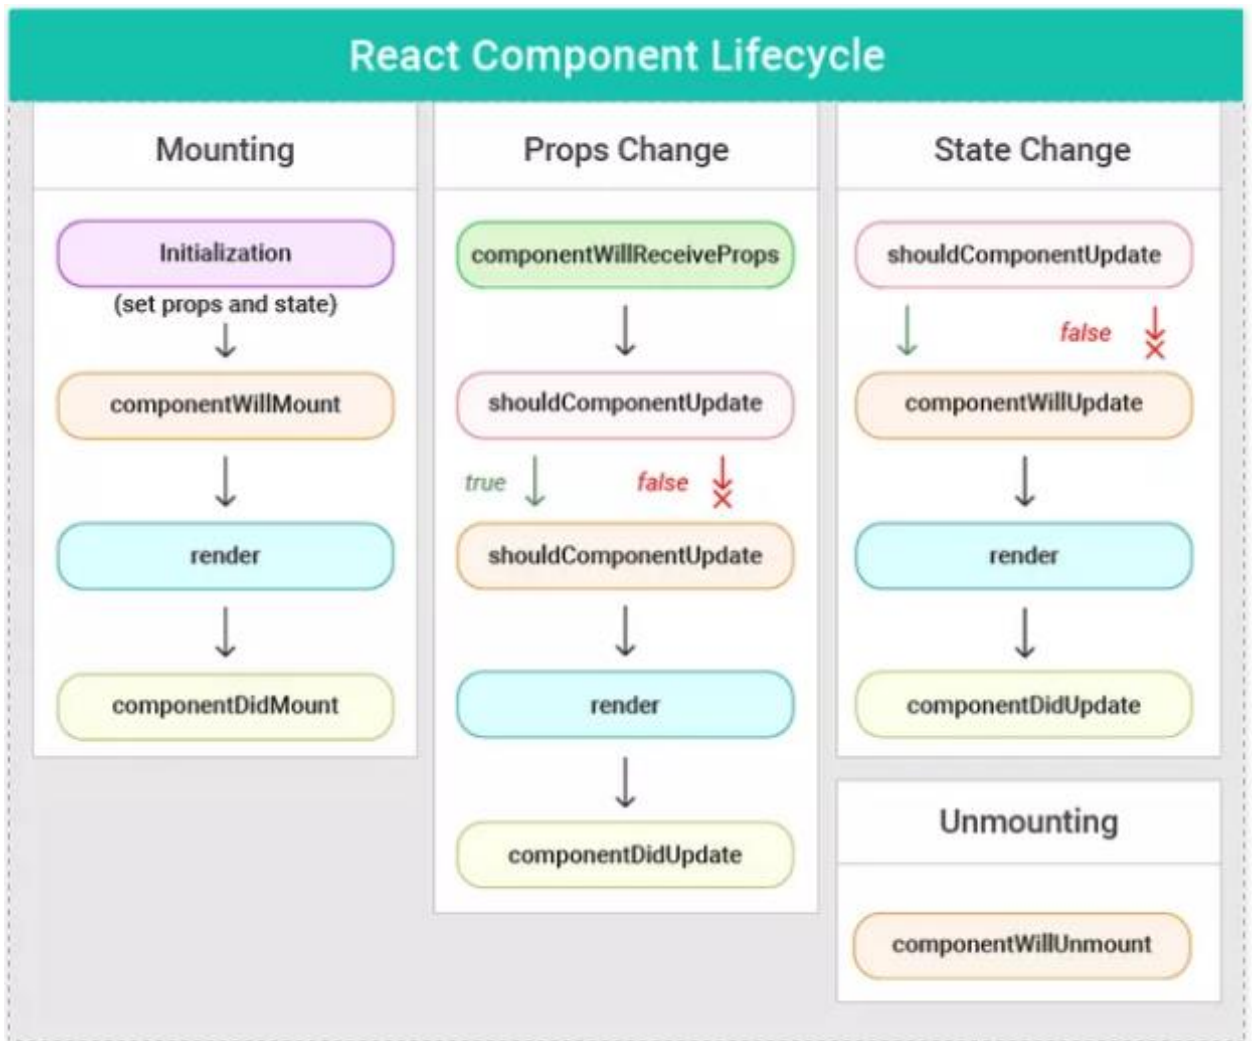 React Component Lifecycle
Mounting
Initialization
(set props and state)
componentWillMount
render
componentDidMount
Props Change
componentWillReceiveProps
shouldComponentUpdate
true
false
shouldComponentUpdate
render
componentDidUpdate
State Change
shouldComponentUpdate
false
componentWillUpdate
render
componentDidUpdate
Unmounting
componentWillUnmount